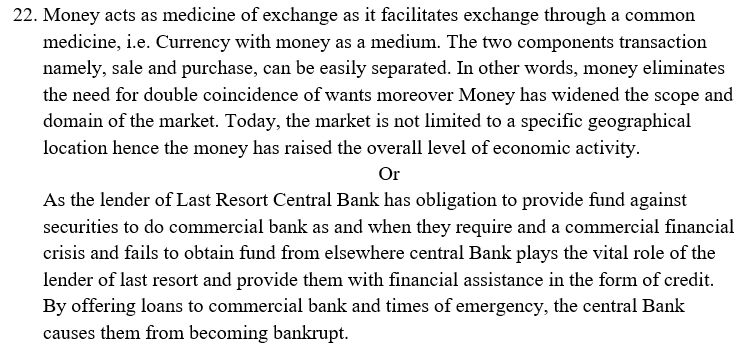 22. Money acts as medicine of exchange as it facilitates exchange through a common
medicine, i.e. Currency with money as a medium. The two components transaction
namely, sale and purchase, can be easily separated. In other words, money eliminates
the need for double coincidence of wants moreover Money has widened the scope and
domain of the market. Today, the market is not limited to a specific geographical
location hence the money has raised the overall level of economic activity.
Or
As the lender of Last Resort Central Bank has obligation to provide fund against
securities to do commercial bank as and when they require and a commercial financial
crisis and fails to obtain fund from elsewhere central Bank plays the vital role of the
lender of last resort and provide them with financial assistance in the form of credit.
By offering loans to commercial bank and times of emergency, the central Bank
causes them from becoming bankrupt.